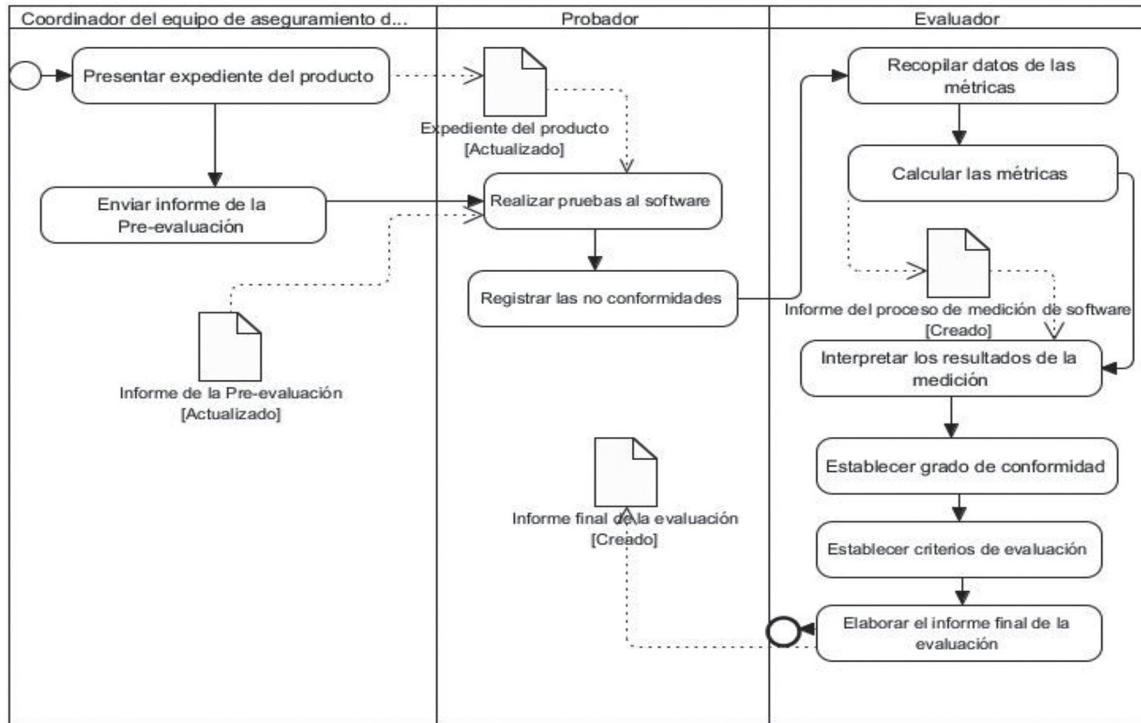 Coordinador del equipo de aseguramiento d...
Probador
Evaluador
Presentar expediente del producto
Expediente del producto
[Actualizado]
Enviar informe de la
Pre-evaluación
Realizar pruebas al software
Registrar las no conformidades
Informe de la Pre-evaluación
[Actualizado]
Recopilar datos de las
métricas
Calcular las métricas
Informe del proceso de medición de software
[Creado]
Interpretar los resultados de la
medición
Establecer grado de conformidad
Establecer criterios de evaluación
Elaborar el informe final de la
evaluación
Informe final de la evaluación
[Creado]